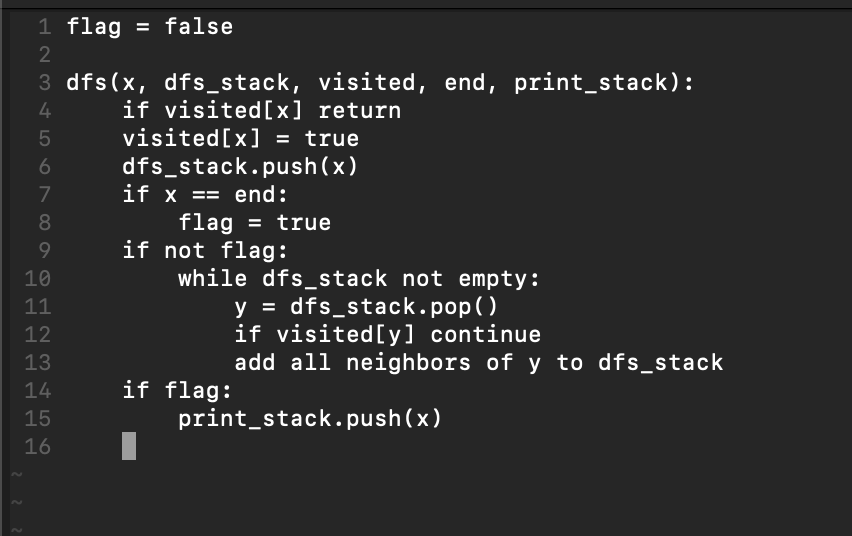 1 flag = false
2
3 dfs(x, dfs_stack, visited, end, print_stack):
4     if visited[x] return
5     visited[x] = true
6     dfs_stack.push(x)
7     if x == end:
8         flag = true
9     if not flag:
10         while dfs_stack not empty:
11             y = dfs_stack.pop()
12             if visited[y] continue
13             add all neighbors of y to dfs_stack
14     if flag:
15         print_stack.push(x)
16
~
~
~